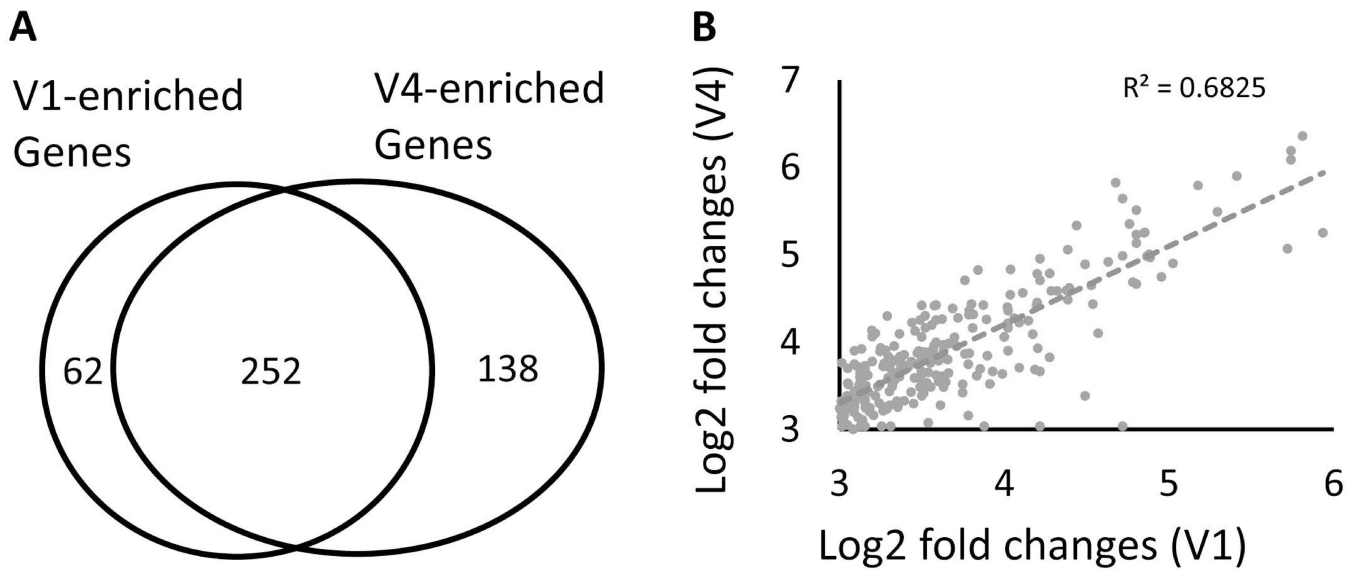 A
V1-enriched
Genes
V4-enriched
Genes
62
252
138
B
Log2 fold changes (V4)
7
6
5
4
3
R² = 0.6825
3
4
5
6
Log2 fold changes (V1)